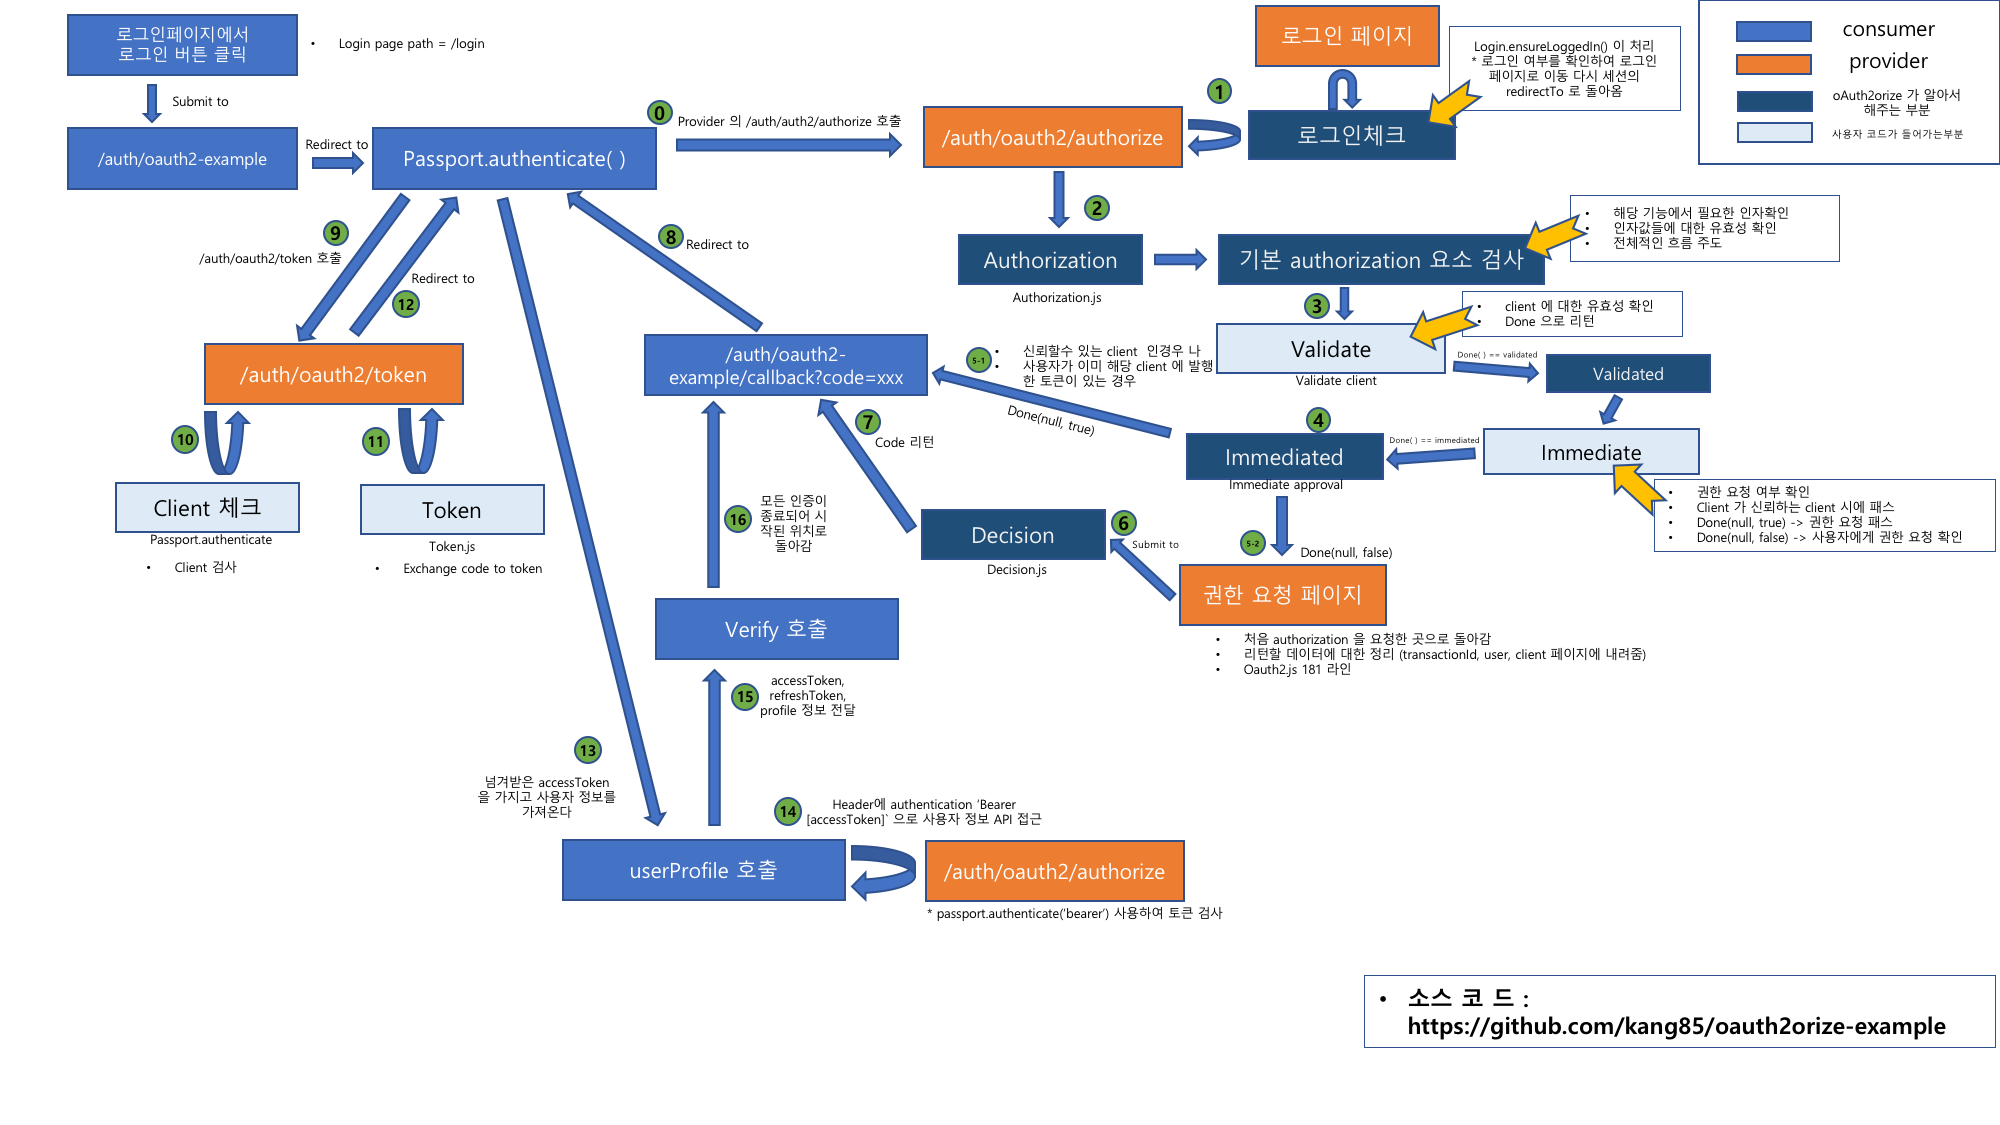 로그인페이지에서
로그인 버튼 클릭
• Login page path = /login
Submit to
/auth/oauth2-example
Redirect to
Passport.authenticate( )
0
Provider 의 /auth/auth2/authorize 호출
/auth/oauth2/authorize
1
로그인 페이지
로그인체크
Login.ensureLoggedIn() 이 처리
* 로그인 여부를 확인하여 로그인
페이지로 이동 다시 세션의
redirectTo 로 돌아옴
consumer
provider
oAuth2orize 가 알아서
해주는 부분
사용자 코드가 들어가는부분
2
Authorization
Authorization.js
기본 authorization 요소 검사
• 해당 기능에서 필요한 인자확인
• 인자값들에 대한 유효성 확인
• 전체적인 흐름 주도
3
Validate
Validate client
• client 에 대한 유효성 확인
• Done 으로 리턴
Done( ) == validated
Validated
Immediate
• 권한 요청 여부 확인
• Client 가 신뢰하는 client 시에 패스
• Done(null, true) -> 권한 요청 패스
• Done(null, false) -> 사용자에게 권한 요청 확인
Done( ) == immediated
4
Immediated
Immediate approval
5-1
• 신뢰할수 있는 client 인경우 나
• 사용자가 이미 해당 client 에 발행
한 토큰이 있는 경우
Done(null, true)
5-2
Done(null, false)
권한 요청 페이지
• 처음 authorization 을 요청한 곳으로 돌아감
• 리턴할 데이터에 대한 정리 (transactionId, user, client 페이지에 내려줌)
• Oauth2.js 181 라인
6
Submit to
Decision
Decision.js
7
Code 리턴
/auth/oauth2-
example/callback?code=xxx
8
Redirect to
9
/auth/oauth2/token 호출
Redirect to
12
/auth/oauth2/token
10
Client 체크
Passport.authenticate
• Client 검사
11
Token
Token.js
• Exchange code to token
13
넘겨받은 accessToken
을 가지고 사용자 정보를
가져온다
userProfile 호출
14
Header에 authentication ‘Bearer
[accessToken]` 으로 사용자 정보 API 접근
/auth/oauth2/authorize
* passport.authenticate(‘bearer’) 사용하여 토큰 검사
15
accessToken,
refreshToken,
profile 정보 전달
Verify 호출
16
모든 인증이
종료되어 시
작된 위치로
돌아감
• 소스 코 드 :
https://github.com/kang85/oauth2orize-example